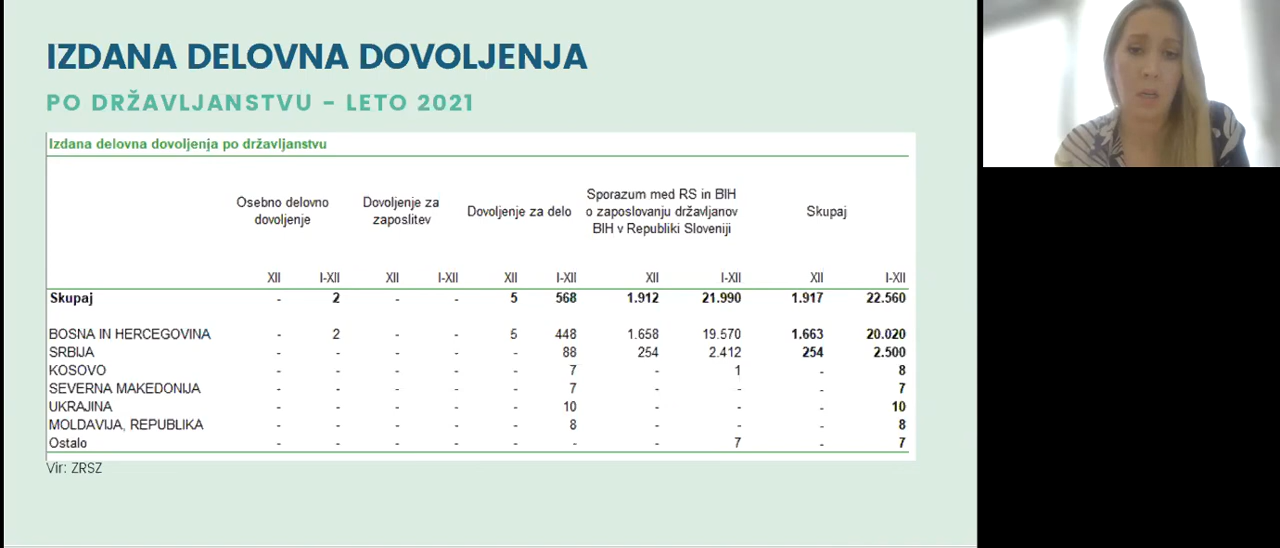 IZDANA DELOVNA DOVOLJENJA
PO DRŽAVLJANSTVU - LETO 2021
Izdana delovna dovoljenja po državljanstvu
Osebno delovno dovoljenje
Dovoljenje za zaposlitev
Dovoljenje za delo
Sporazum med RS in BIH o zaposlovanju državljanov BIH v Republiki Sloveniji
Skupaj
XII I-XII XII I-XII XII I-XII XII I-XII XII I-XII
Skupaj - 2 - - 5 568 1.912 21.990 1.917 22.560
BOSNA IN HERCEGOVINA - 2 - - 5 448 1.658 19.570 1.663 20.020
SRBIJA - - - - - 88 254 2.412 254 2.500
KOSOVO - - - - - 7 - 1 - 8
SEVERNA MAKEDONIJA - - - - - 7 - - - 7
UKRAJINA - - - - - 10 - - - 10
MOLDAVIJA, REPUBLIKA - - - - - 8 - - - 8
Ostalo - - - - - - - 7 - 7
Vir: ZRSZ